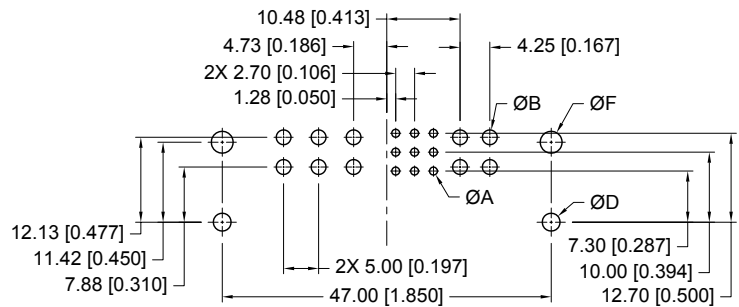 10.48 [0.413]
4.73 [0.186]
4.25 [0.167]
2X 2.70 [0.106]
1.28 [0.050]
ØB
ØF
ØA
ØD
12.13 [0.477]
11.42 [0.450]
7.88 [0.310]
2X 5.00 [0.197]
47.00 [1.850]
7.30 [0.287]
10.00 [0.394]
12.70 [0.500]